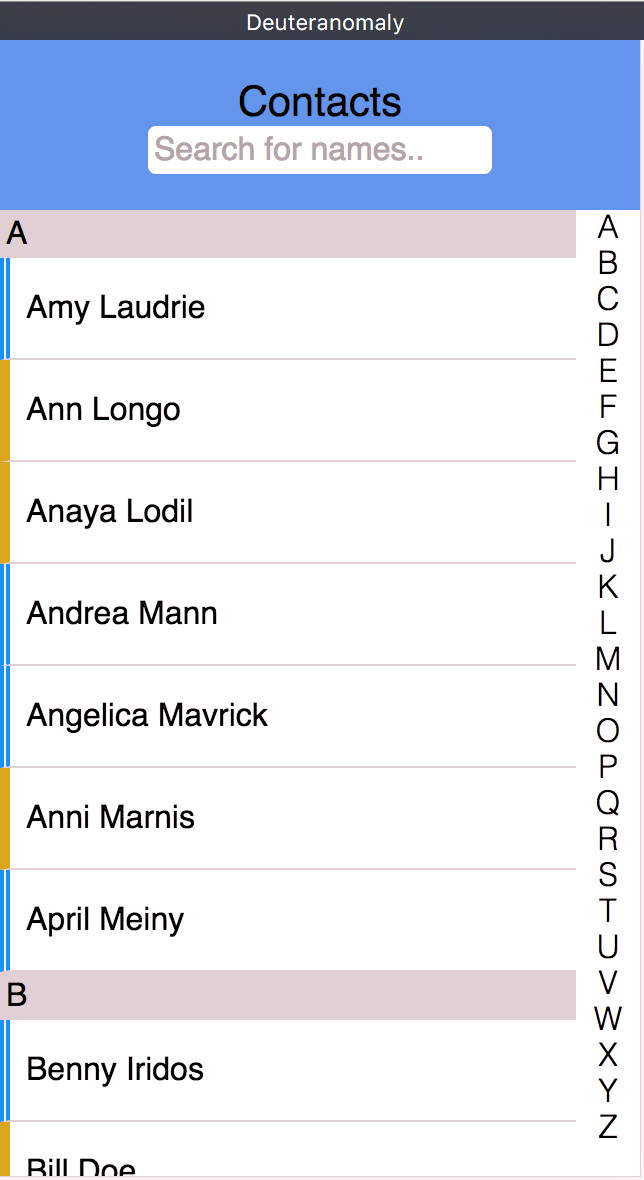 Deuteranomaly
Contacts
Search for names..
A
Amy Laudrie
Ann Longo
Anaya Lodil
Andrea Mann
Angelica Mavrick
Anni Marnis
April Meiny
B
Benny Iridos
Bill Doe
A
B
C
D
E
F
G
H
I
J
K
L
M
N
O
P
Q
R
S
T
U
V
W
X
Y
Z